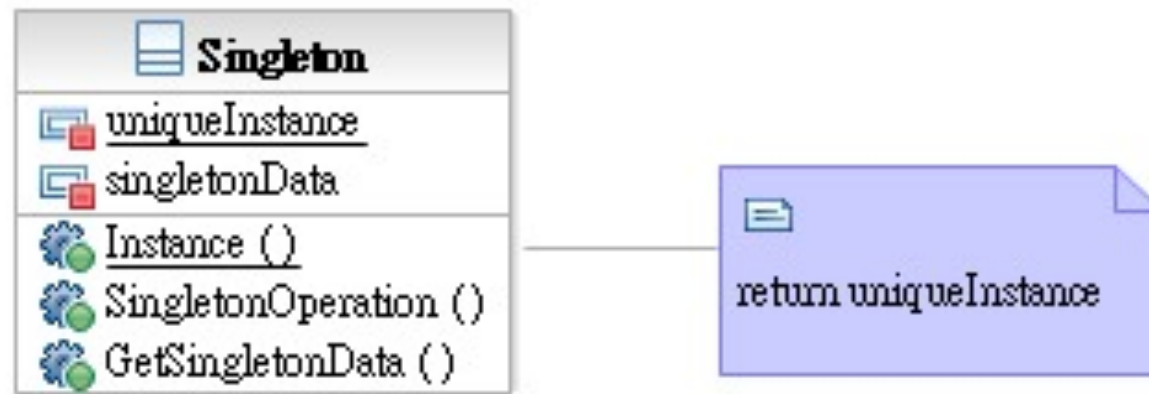 Singleton
uniqueInstance
singletonData
Instance ()
SingletonOperation ()
GetSingletonData ()
return uniqueInstance